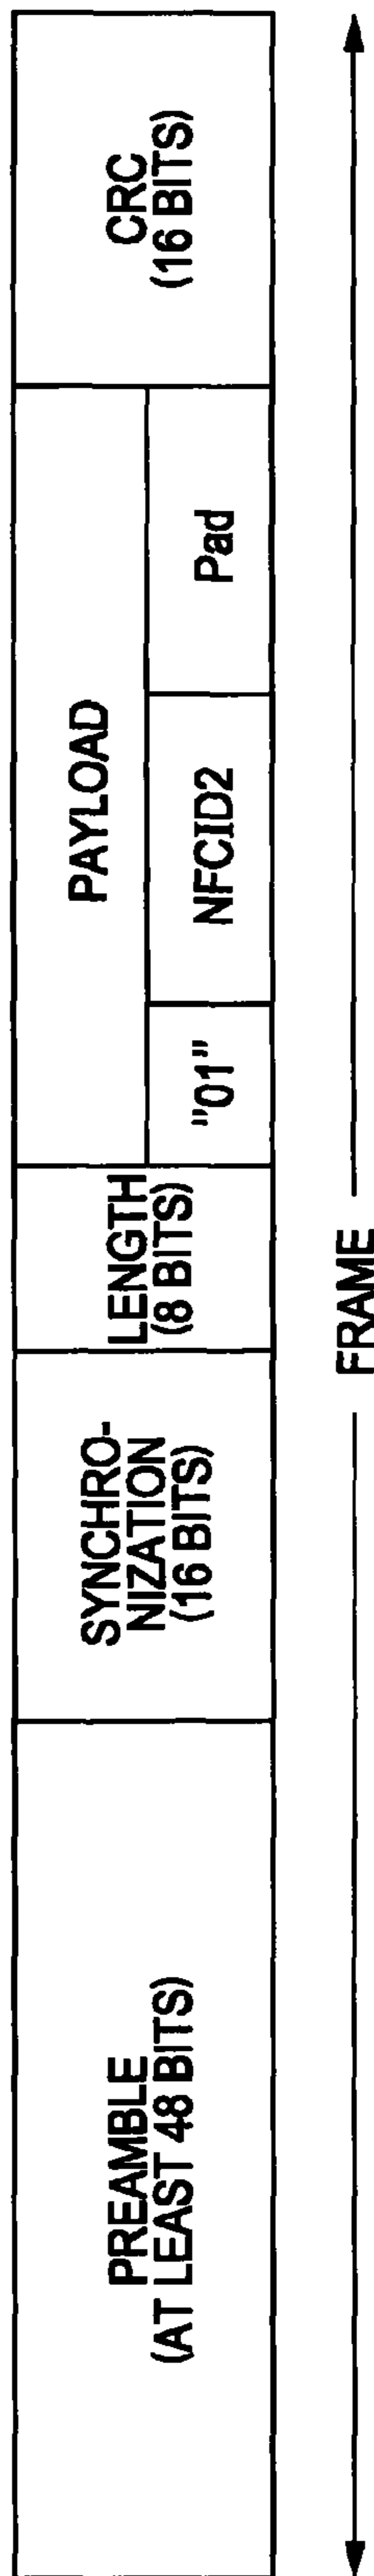 PREAMBLE
(AT LEAST 48 BITS)
SYNCHRO-
NIZATION
(16 BITS)
LENGTH
(8 BITS)
PAYLOAD
"01"
NFCID2
Pad
CRC
(16 BITS)
FRAME